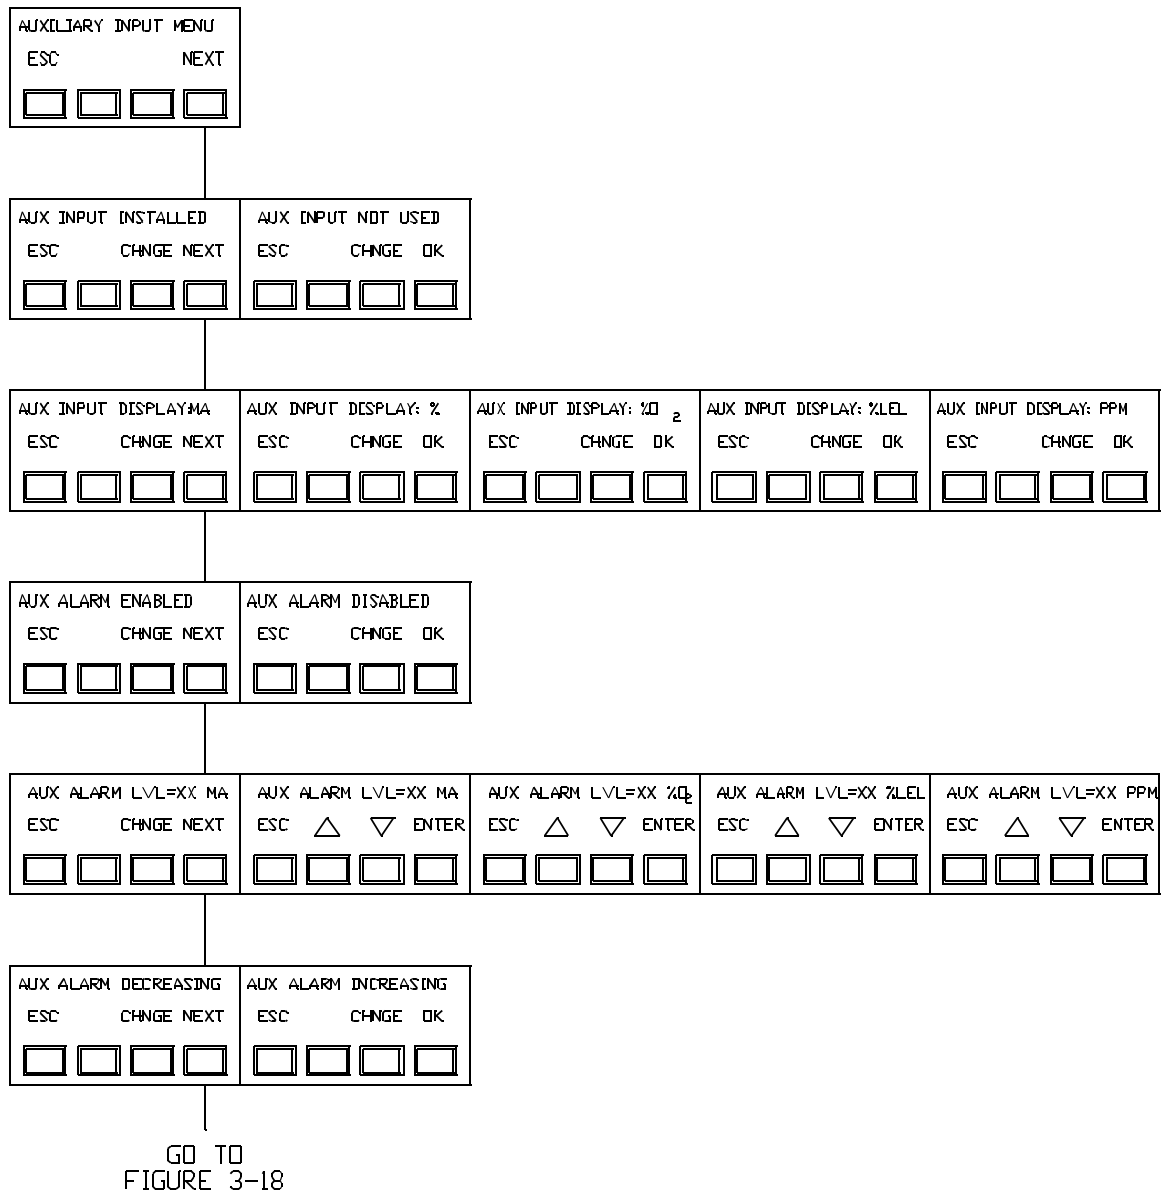 AUXILIARY INPUT MENU
ESC NEXT
AUX INPUT INSTALLED
ESC CHNGE NEXT
AUX INPUT NOT USED
ESC CHNGE OK
AUX INPUT DISPLAY:MA
ESC CHNGE NEXT
AUX INPUT DISPLAY: %
ESC CHNGE OK
AUX INPUT DISPLAY: %O2
ESC CHNGE OK
AUX INPUT DISPLAY: %LEL
ESC CHNGE OK
AUX INPUT DISPLAY: PPM
ESC CHNGE OK
AUX ALARM ENABLED
ESC CHNGE NEXT
AUX ALARM DISABLED
ESC CHNGE OK
AUX ALARM LVL=XX MA
ESC CHNGE NEXT
AUX ALARM LVL=XX MA
ESC △ ▽ ENTER
AUX ALARM LVL=XX %O2
ESC △ ▽ ENTER
AUX ALARM LVL=XX %LEL
ESC △ ▽ ENTER
AUX ALARM LVL=XX PPM
ESC △ ▽ ENTER
AUX ALARM DECREASING
ESC CHNGE NEXT
AUX ALARM INCREASING
ESC CHNGE OK
GO TO
FIGURE 3-18